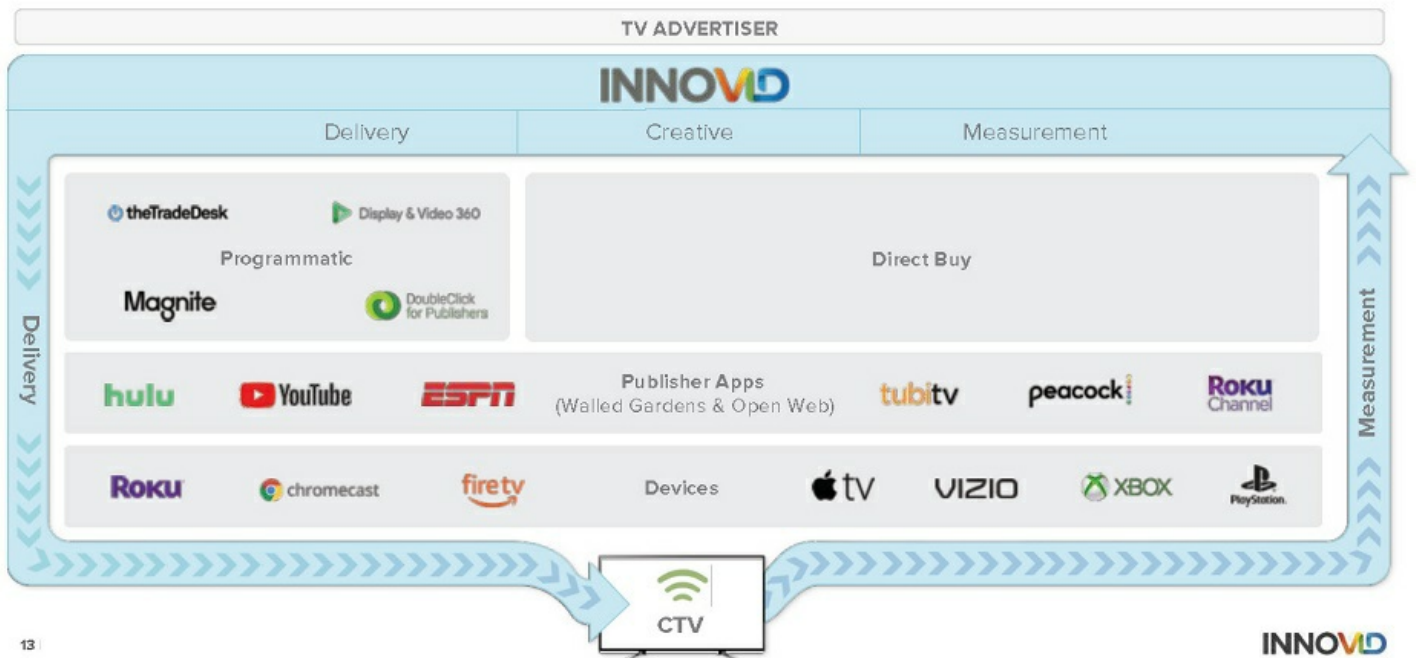 TV ADVERTISER
INNOVID
Delivery
Creative
Measurement
theTradeDesk
Display & Video 360
Programmatic
Magnite
DoubleClick
for Publishers
Direct Buy
Delivery
Measurement
hulu
YouTube
ESPN
Publisher Apps
(Walled Gardens & Open Web)
tubitv
peacock
ROKU
Channel
ROKU
chromecast
firetv
Devices
tv
VIZIO
XBOX
PlayStation
CTV
13
INNOVID